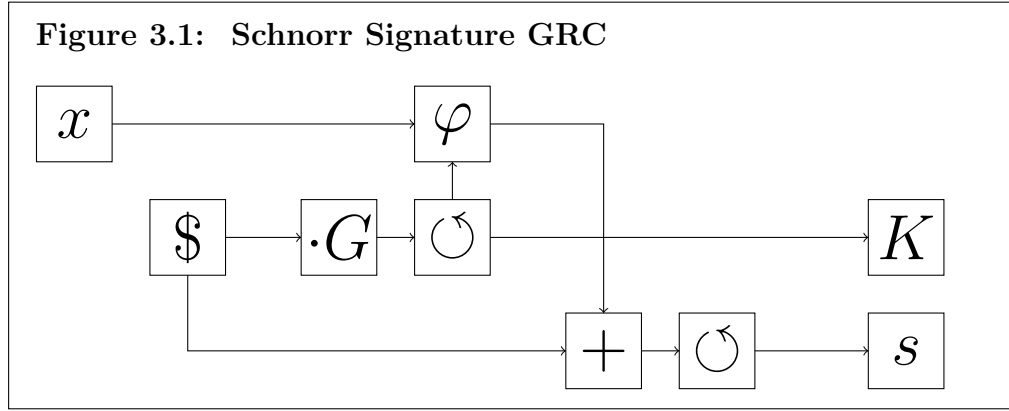 Figure 3.1: Schnorr Signature GRC
x
φ
$
·G
↺
K
+
↺
s